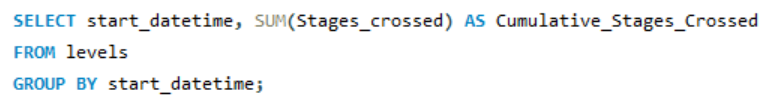 SELECT start_datetime, SUM(Stages_crossed) AS Cumulative_Stages_Crossed
FROM levels
GROUP BY start_datetime;